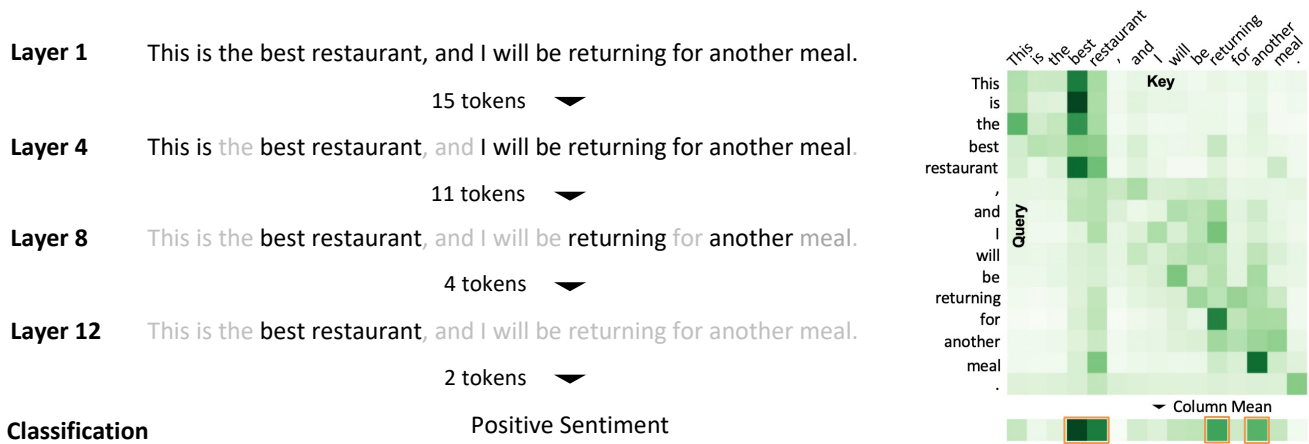 Layer 1 This is the best restaurant, and I will be returning for another meal.
15 tokens
Layer 4 This is the best restaurant, and I will be returning for another meal.
11 tokens
Layer 8 This is the best restaurant, and I will be returning for another meal.
4 tokens
Layer 12 This is the best restaurant, and I will be returning for another meal.
2 tokens
Classification Positive Sentiment
This is the best restaurant , and I will be returning for another meal .
Key
Query
This
is
the
best
restaurant
,
and
I
will
be
returning
for
another
meal
.
Column Mean